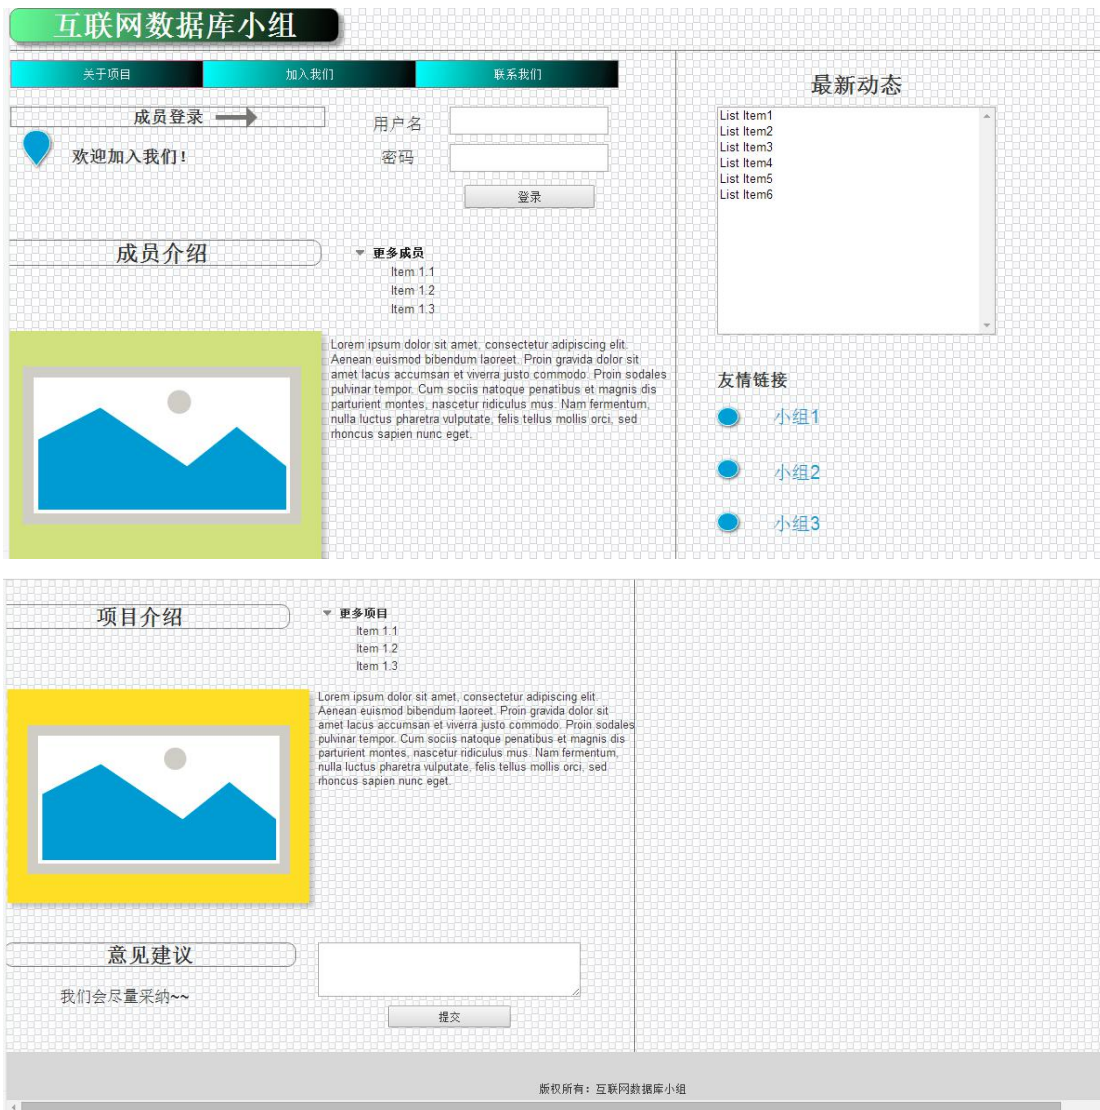 互联网数据库小组
关于项目
加入我们
联系我们
成员登录
欢迎加入我们!
用户名
密码
登录
最新动态
List Item1
List Item2
List Item3
List Item4
List Item5
List Item6
成员介绍
更多成员
Item 1.1
Item 1.2
Item 1.3
Lorem ipsum dolor sit amet, consectetur adipiscing elit.
Aenean euismod bibendum laoreet. Proin gravida dolor sit
amet lacus accumsan et viverra justo commodo. Proin sodales
pulvinar tempor. Cum sociis natoque penatibus et magnis dis
parturient montes, nascetur ridiculus mus. Nam fermentum,
nulla luctus pharetra vulputate, felis tellus mollis orci, sed
rhoncus sapien nunc eget.
友情链接
小组1
小组2
小组3
项目介绍
更多项目
Item 1.1
Item 1.2
Item 1.3
Lorem ipsum dolor sit amet, consectetur adipiscing elit.
Aenean euismod bibendum laoreet. Proin gravida dolor sit
amet lacus accumsan et viverra justo commodo. Proin sodales
pulvinar tempor. Cum sociis natoque penatibus et magnis dis
parturient montes, nascetur ridiculus mus. Nam fermentum,
nulla luctus pharetra vulputate, felis tellus mollis orci, sed
rhoncus sapien nunc eget.
意见建议
我们会尽量采纳~~
提交
版权所有：互联网数据库小组